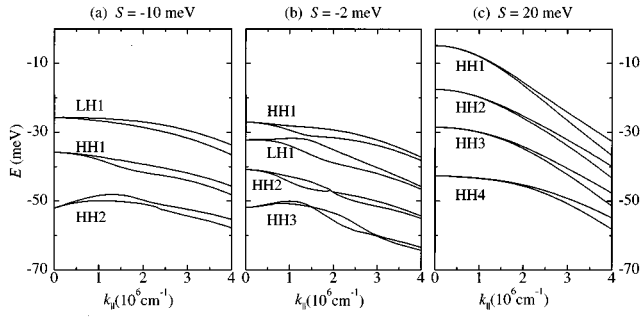 (a) S = -10 meV (b) S = -2 meV (c) S = 20 meV
-10 -10
HH1
LH1
HH1 HH2
-30 -30
HH1 LH1 HH3
HH2
HH4
-50 -50
HH2 HH3
-70 -70
E (meV)
0 1 2 3 4 0 1 2 3 4 0 1 2 3 4
k∥(10⁶cm⁻¹) k∥(10⁶cm⁻¹) k∥(10⁶cm⁻¹)